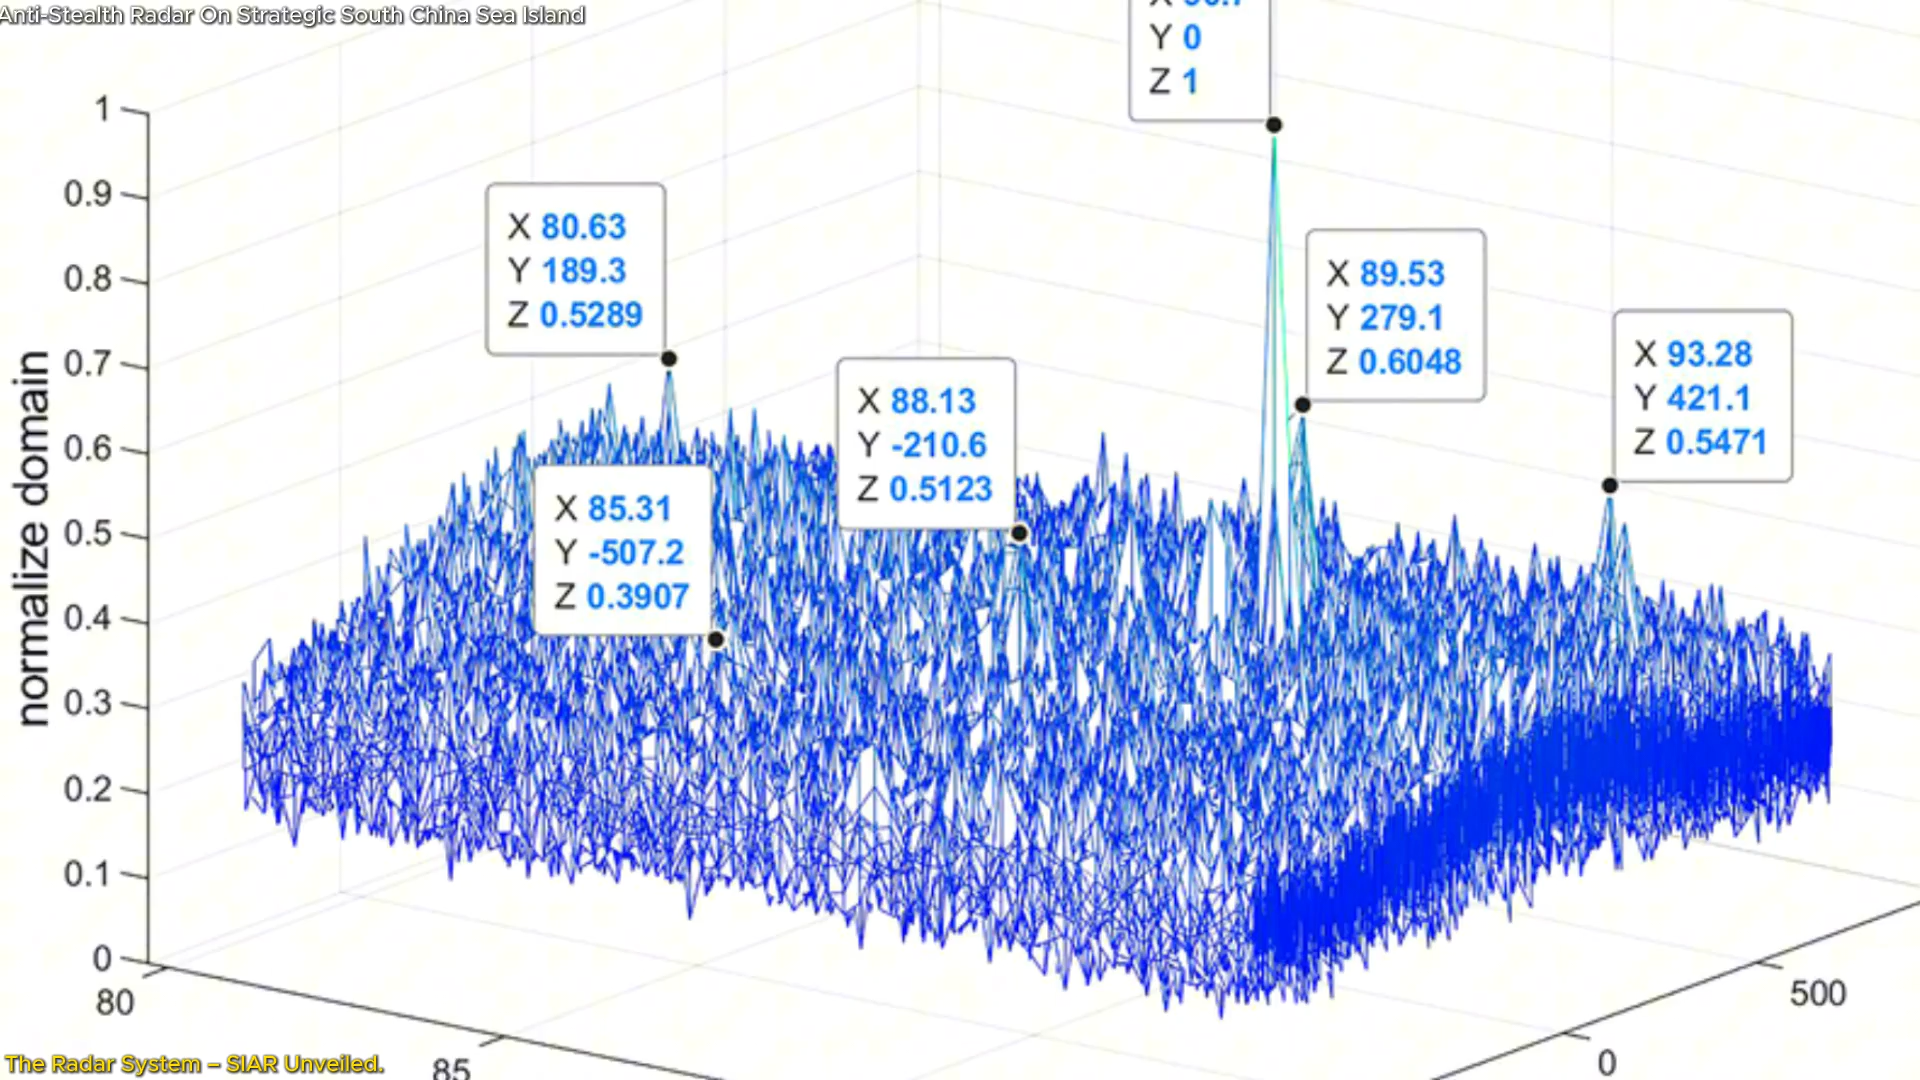 Anti-Stealth Radar On Strategic South China Sea Island
Y 0
Z 1
1
0.9
0.8
0.7
0.6
0.5
0.4
0.3
0.2
0.1
0
normalize domain
X 80.63
Y 189.3
Z 0.5289
X 89.53
Y 279.1
Z 0.6048
X 93.28
Y 421.1
Z 0.5471
X 88.13
Y -210.6
Z 0.5123
X 85.31
Y -507.2
Z 0.3907
80
85
500
0
The Radar System – SIAR Unveiled.